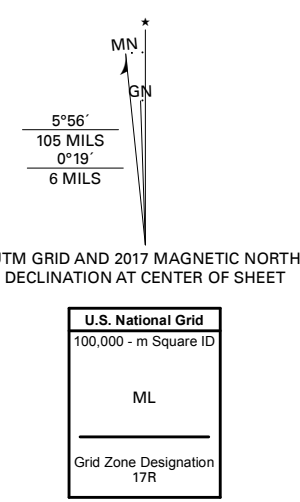 MN
GN
5°56´
105 MILS
0°19´
6 MILS
UTM GRID AND 2017 MAGNETIC NORTH
DECLINATION AT CENTER OF SHEET
U.S. National Grid
100,000 - m Square ID
ML
Grid Zone Designation
17R